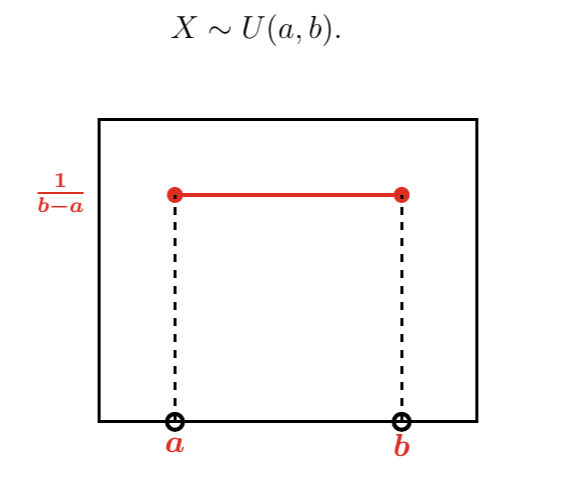 X ∼ U(a, b).
1
b−a
a
b